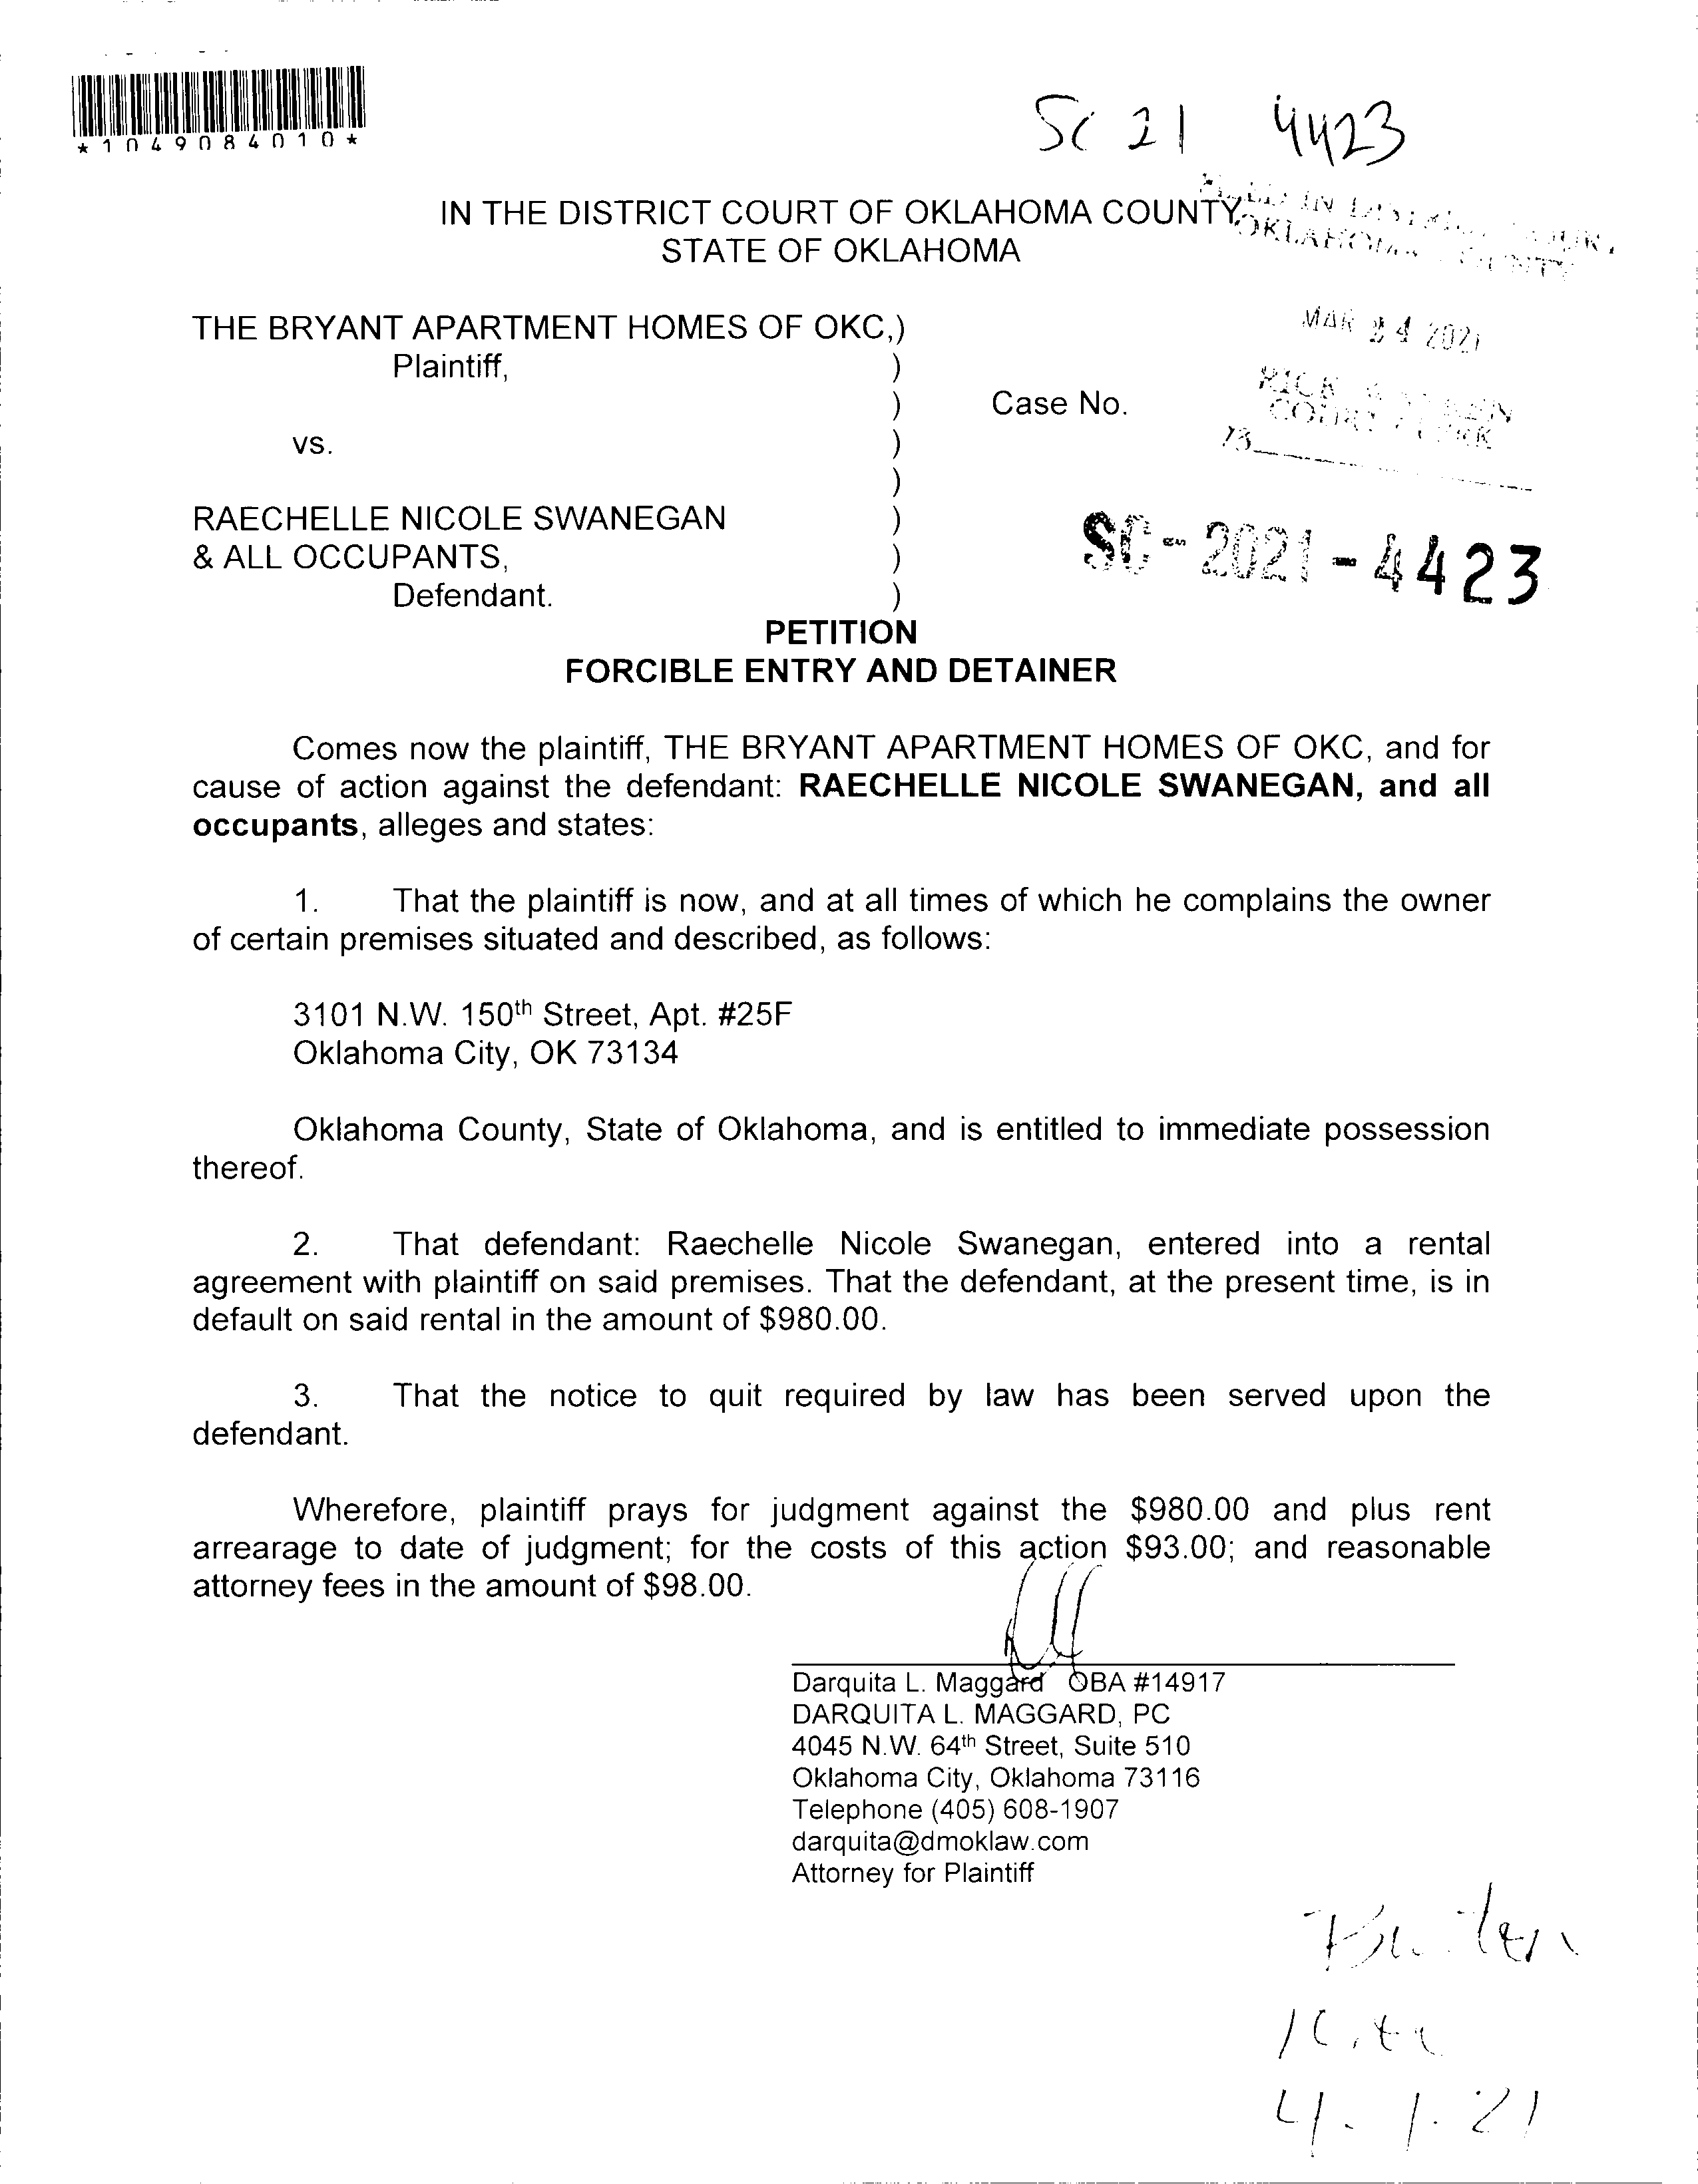 *1049084010*
SC 21 4423
IN THE DISTRICT COURT OF OKLAHOMA COUNTY
STATE OF OKLAHOMA
IN
OKLAHOMA COUNTY
THE BRYANT APARTMENT HOMES OF OKC,)
Plaintiff, )
MAR 24 2021
) Case No.
RICK
COURT CLERK
vs. )
)
RAECHELLE NICOLE SWANEGAN )
& ALL OCCUPANTS, )
Defendant. )
SC-2021-4423
PETITION
FORCIBLE ENTRY AND DETAINER
Comes now the plaintiff, THE BRYANT APARTMENT HOMES OF OKC, and for
cause of action against the defendant: RAECHELLE NICOLE SWANEGAN, and all
occupants, alleges and states:
1. That the plaintiff is now, and at all times of which he complains the owner
of certain premises situated and described, as follows:
3101 N.W. 150th Street, Apt. #25F
Oklahoma City, OK 73134
Oklahoma County, State of Oklahoma, and is entitled to immediate possession
thereof.
2. That defendant: Raechelle Nicole Swanegan, entered into a rental
agreement with plaintiff on said premises. That the defendant, at the present time, is in
default on said rental in the amount of $980.00.
3. That the notice to quit required by law has been served upon the
defendant.
Wherefore, plaintiff prays for judgment against the $980.00 and plus rent
arrearage to date of judgment; for the costs of this action $93.00; and reasonable
attorney fees in the amount of $98.00.
Darquita L. Maggard OBA #14917
DARQUITA L. MAGGARD, PC
4045 N.W. 64th Street, Suite 510
Oklahoma City, Oklahoma 73116
Telephone (405) 608-1907
darquita@dmoklaw.com
Attorney for Plaintiff
4.1.21